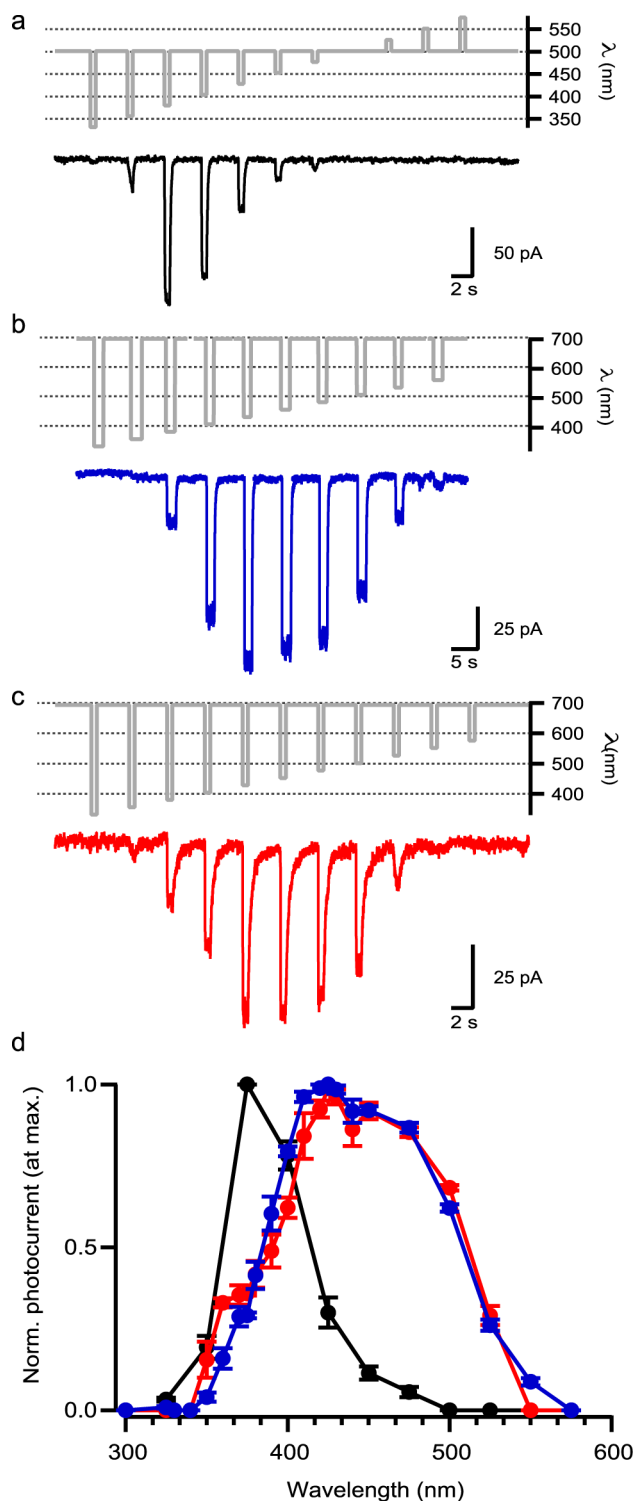 a
550
500
450
400
350
λ (nm)
50 pA
2 s
b
700
600
500
400
λ (nm)
25 pA
5 s
c
700
600
500
400
λ(nm)
25 pA
2 s
d
1.0
0.5
0.0
Norm. photocurrent (at max.)
300
400
500
600
Wavelength (nm)